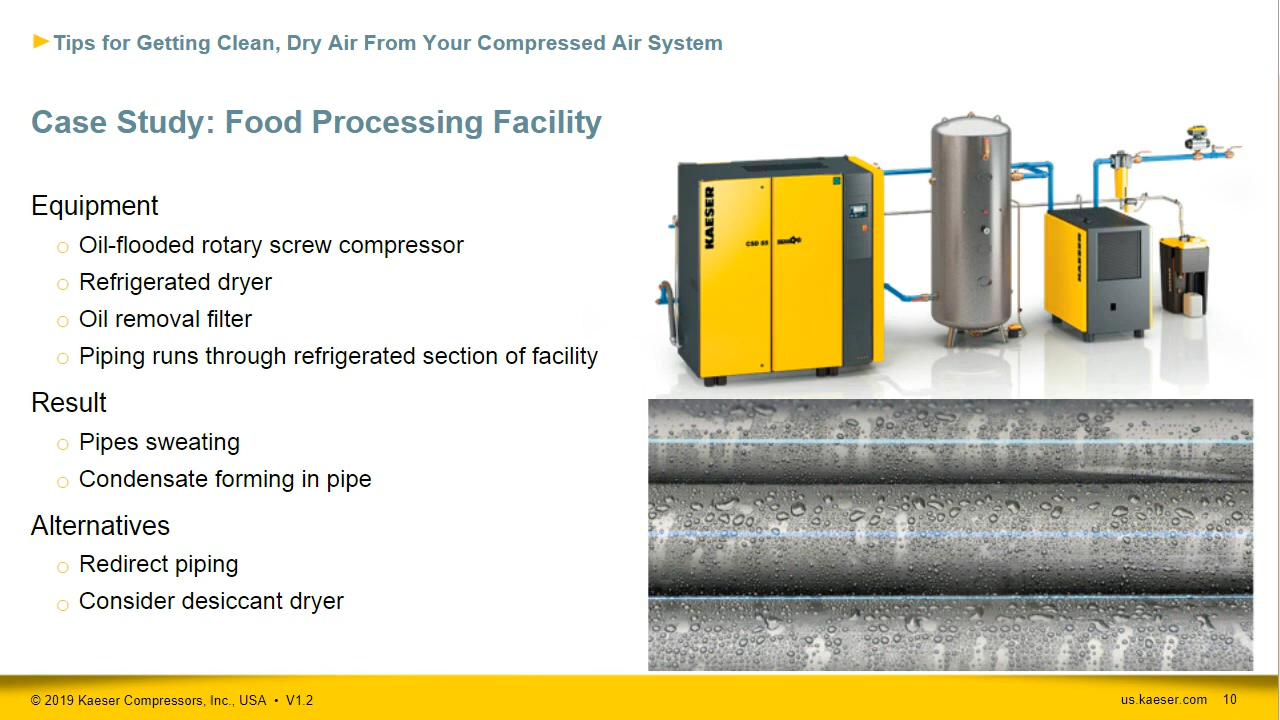 Tips for Getting Clean, Dry Air From Your Compressed Air System
Case Study: Food Processing Facility
Equipment
Oil-flooded rotary screw compressor
Refrigerated dryer
Oil removal filter
Piping runs through refrigerated section of facility
Result
Pipes sweating
Condensate forming in pipe
Alternatives
Redirect piping
Consider desiccant dryer
KAESER
CSD 85
KAESER
© 2019 Kaeser Compressors, Inc., USA • V1.2
us.kaeser.com 10